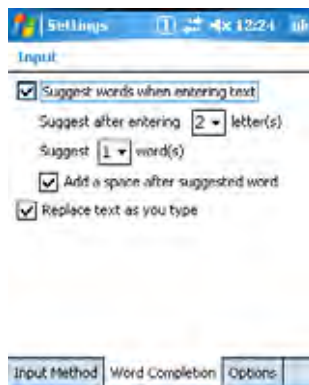 Settings 12:24
Input
Suggest words when entering text
Suggest after entering 2 letter(s)
Suggest 1 word(s)
Add a space after suggested word
Replace text as you type
Input Method Word Completion Options